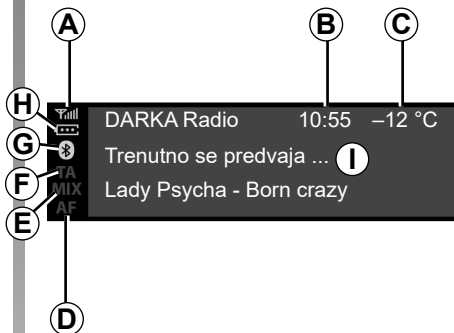 A
B
C
H
G
F
E
D
DARKA Radio 10:55 –12 °C
Trenutno se predvaja ... I
Lady Psycha - Born crazy
TA
MIX
AF